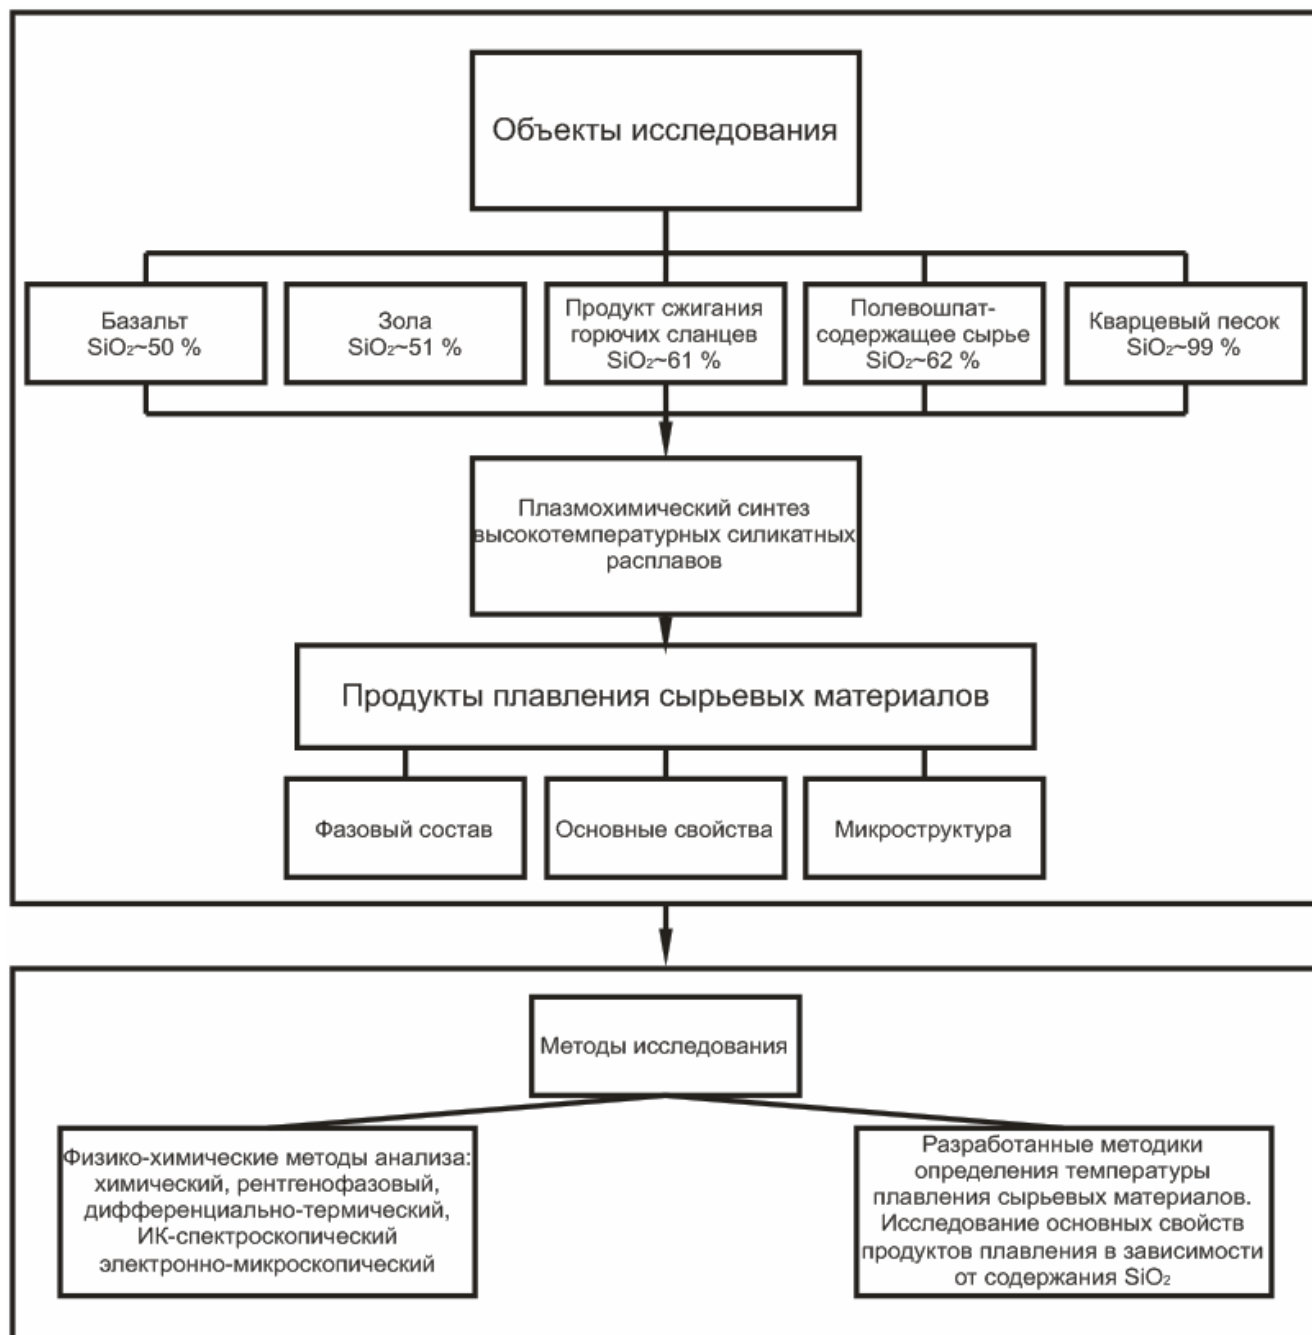 Объекты исследования
Базальт
SiO₂~50 %
Зола
SiO₂~51 %
Продукт сжигания
горючих сланцев
SiO₂~61 %
Полевошпат-
содержащее сырье
SiO₂~62 %
Кварцевый песок
SiO₂~99 %
Плазмохимический синтез
высокотемпературных силикатных
расплавов
Продукты плавления сырьевых материалов
Фазовый состав
Основные свойства
Микроструктура
Методы исследования
Физико-химические методы анализа:
химический, рентгенофазовый,
дифференциально-термический,
ИК-спектроскопический
электронно-микроскопический
Разработанные методики
определения температуры
плавления сырьевых материалов.
Исследование основных свойств
продуктов плавления в зависимости
от содержания SiO₂